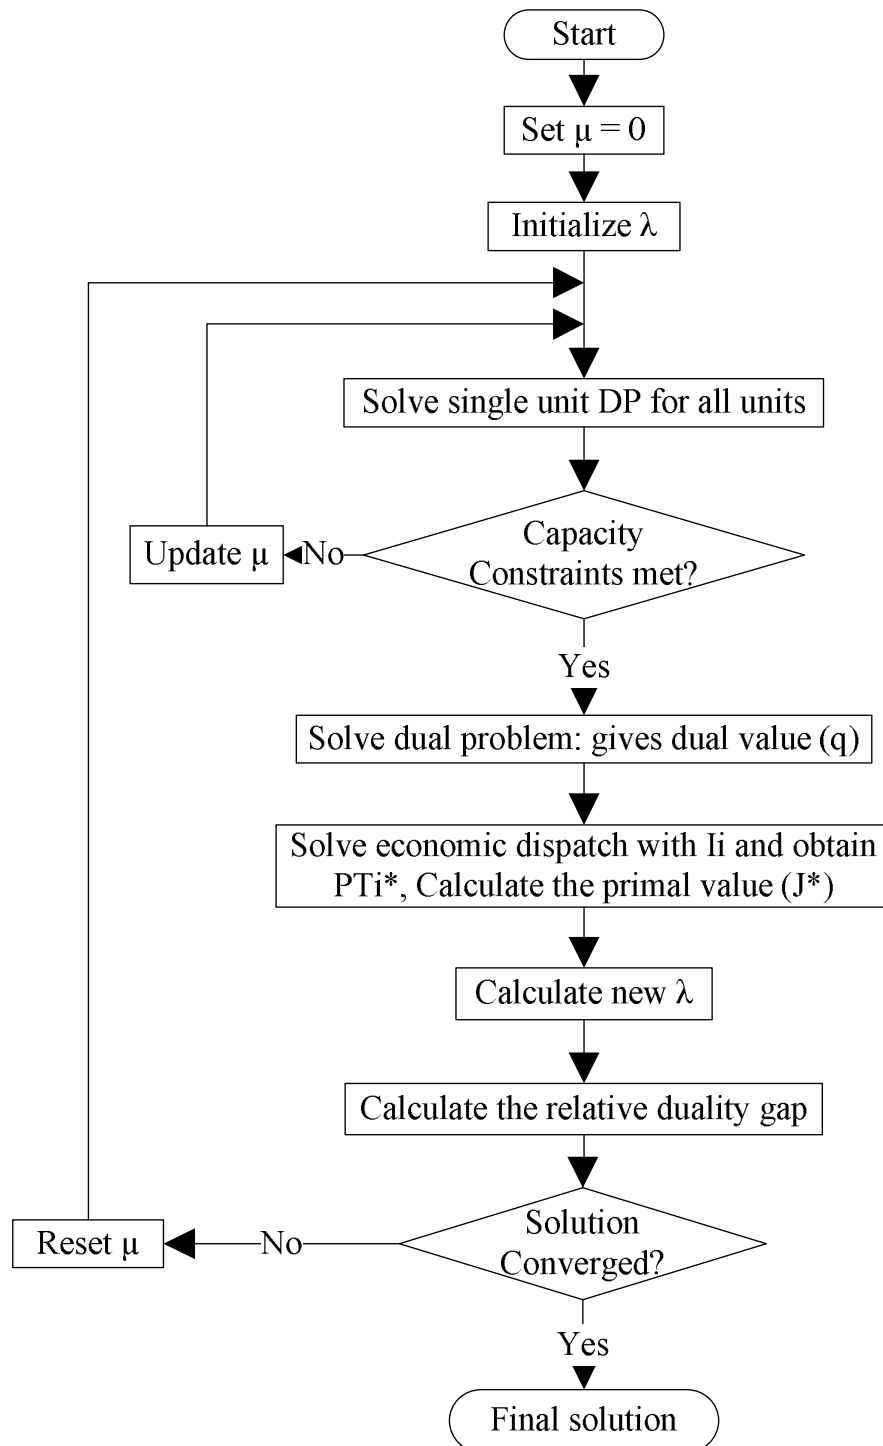 Start
Set μ = 0
Initialize λ
Solve single unit DP for all units
Capacity
Constraints met?
No
Update μ
Yes
Solve dual problem: gives dual value (q)
Solve economic dispatch with Ii and obtain
PTi*, Calculate the primal value (J*)
Calculate new λ
Calculate the relative duality gap
Solution
Converged?
No
Reset μ
Yes
Final solution